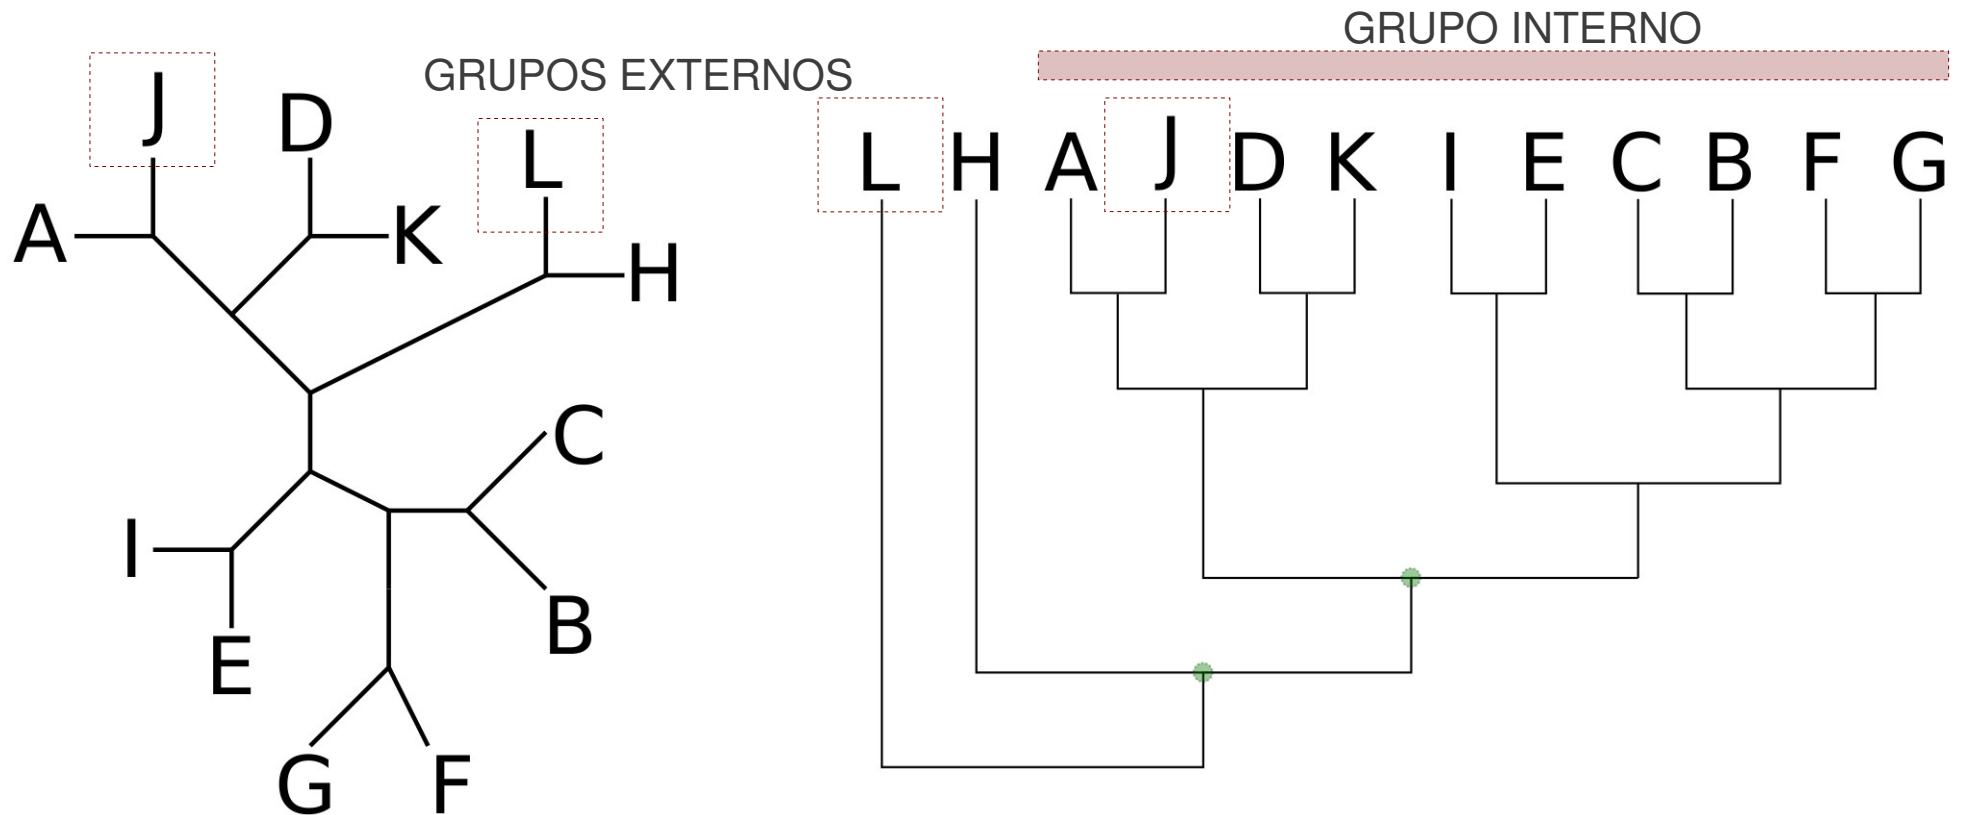 GRUPO INTERNO
GRUPOS EXTERNOS
J
D
L
A
K
H
C
I
B
E
G
F
L H A J D K I E C B F G